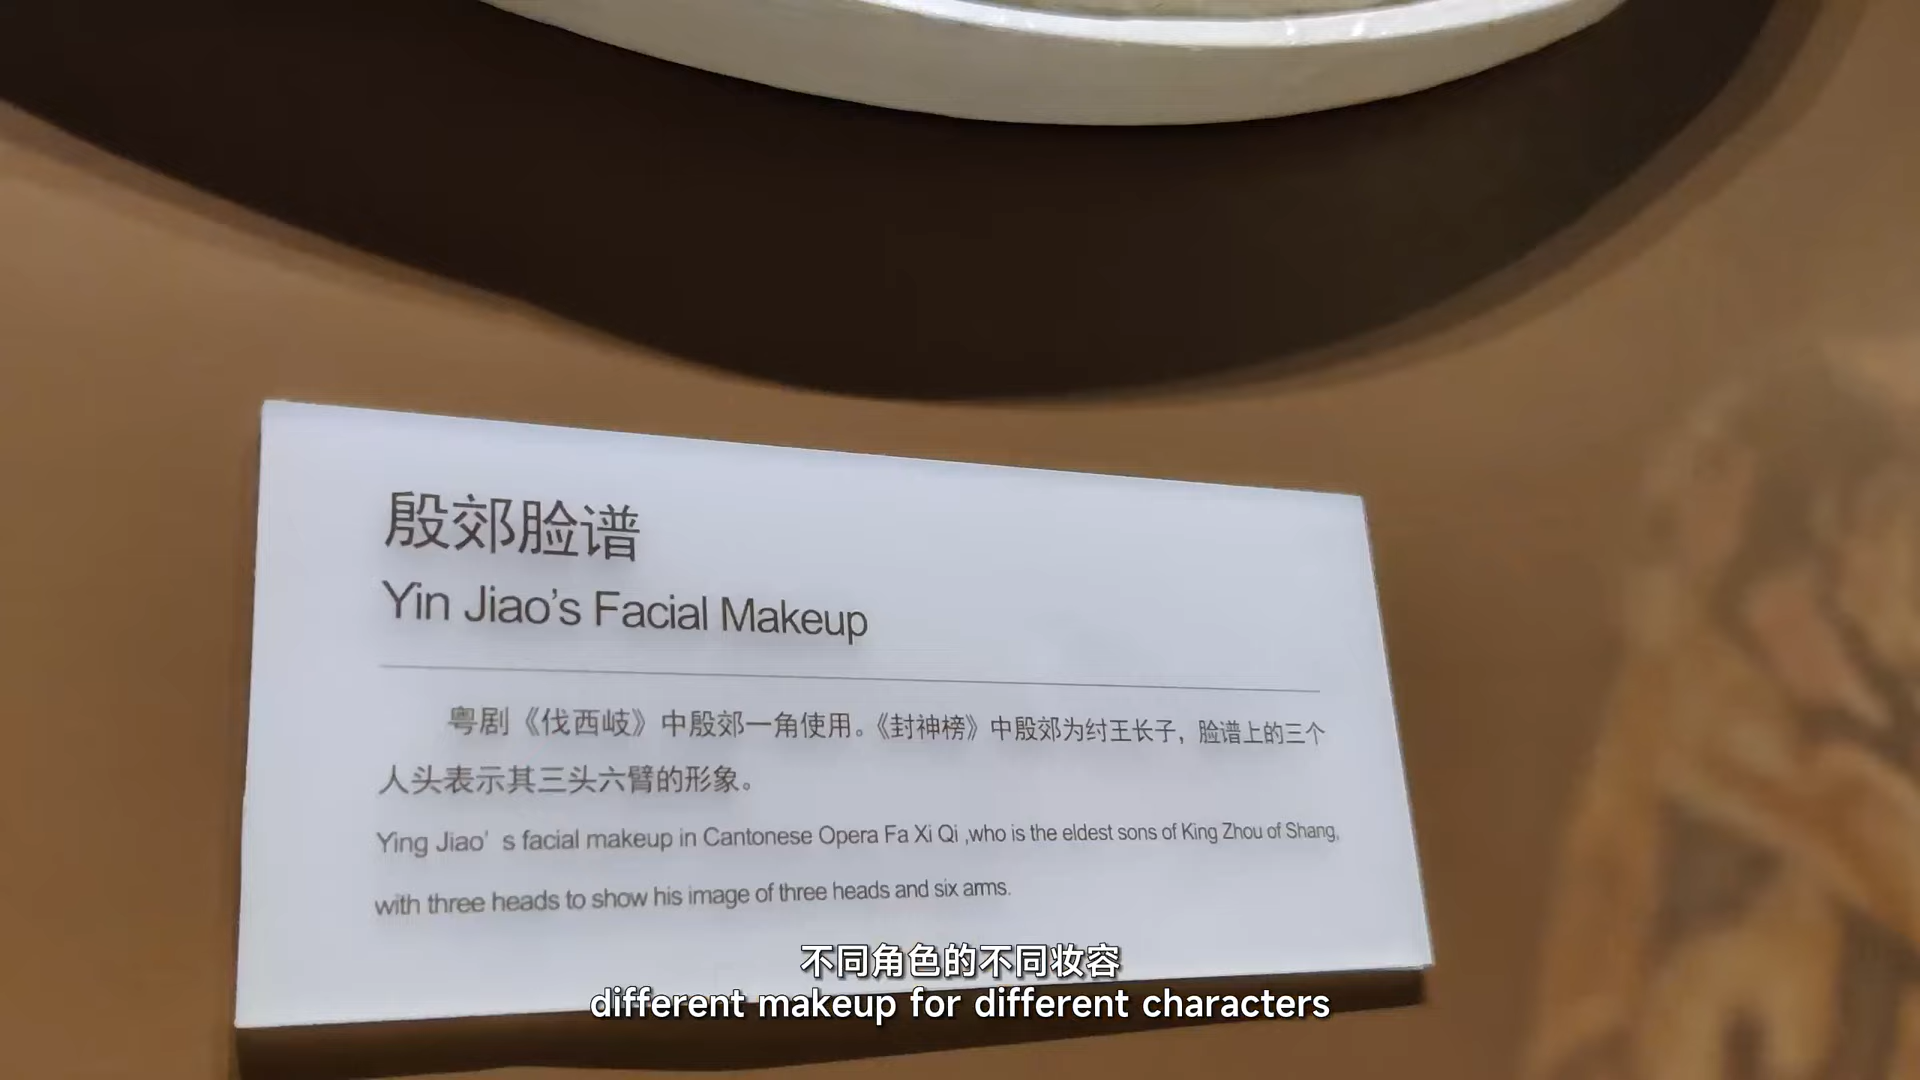 殷郊脸谱
Yin Jiao's Facial Makeup
粤剧《伐西岐》中殷郊一角使用。《封神榜》中殷郊为纣王长子，脸谱上的三个
人头表示其三头六臂的形象。
Ying Jiao' s facial makeup in Cantonese Opera Fa Xi Qi ,who is the eldest sons of King Zhou of Shang,
with three heads to show his image of three heads and six arms.
不同角色的不同妆容
different makeup for different characters